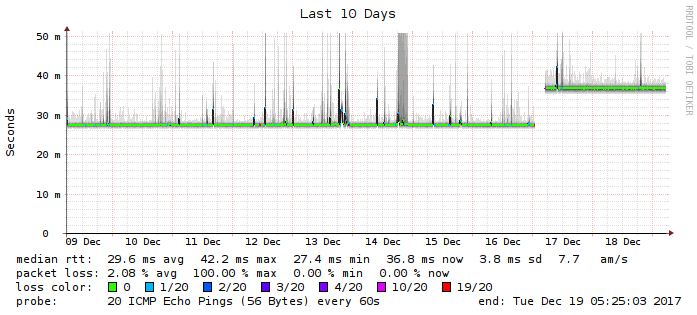 Last 10 Days
RRDTOOL / TOBI OETIKER
Seconds
50 m
40 m
30 m
20 m
10 m
0
09 Dec 10 Dec 11 Dec 12 Dec 13 Dec 14 Dec 15 Dec 16 Dec 17 Dec 18 Dec
median rtt: 29.6 ms avg 42.2 ms max 27.4 ms min 36.8 ms now 3.8 ms sd 7.7 am/s
packet loss: 2.08 % avg 100.00 % max 0.00 % min 0.00 % now
loss color: 0 1/20 2/20 3/20 4/20 10/20 19/20
probe: 20 ICMP Echo Pings (56 Bytes) every 60s end: Tue Dec 19 05:25:03 2017